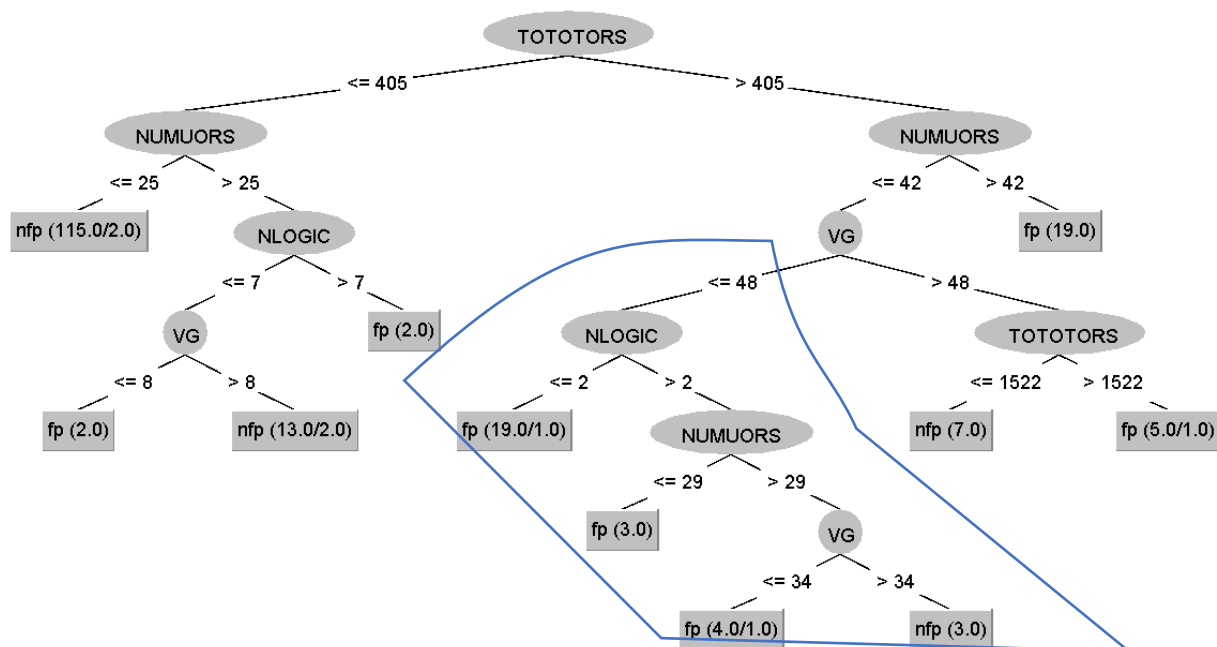 TOTOTORS
<= 405 > 405
NUMUORS NUMUORS
<= 25 > 25 <= 42 > 42
nfp (115.0/2.0) NLOGIC VG fp (19.0)
<= 7 > 7 <= 48 > 48
VG fp (2.0) NLOGIC TOTOTORS
<= 8 > 8 <= 2 > 2 <= 1522 > 1522
fp (2.0) nfp (13.0/2.0) fp (19.0/1.0) NUMUORS nfp (7.0) fp (5.0/1.0)
<= 29 > 29
fp (3.0) VG
<= 34 > 34
fp (4.0/1.0) nfp (3.0)